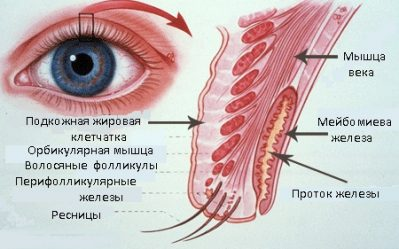 Мышца
века
Подкожная жировая
клетчатка
Орбикулярная мышца
Волосяные фолликулы
Перифолликулярные
железы
Ресницы
Мейбомиева
железа
Проток железы